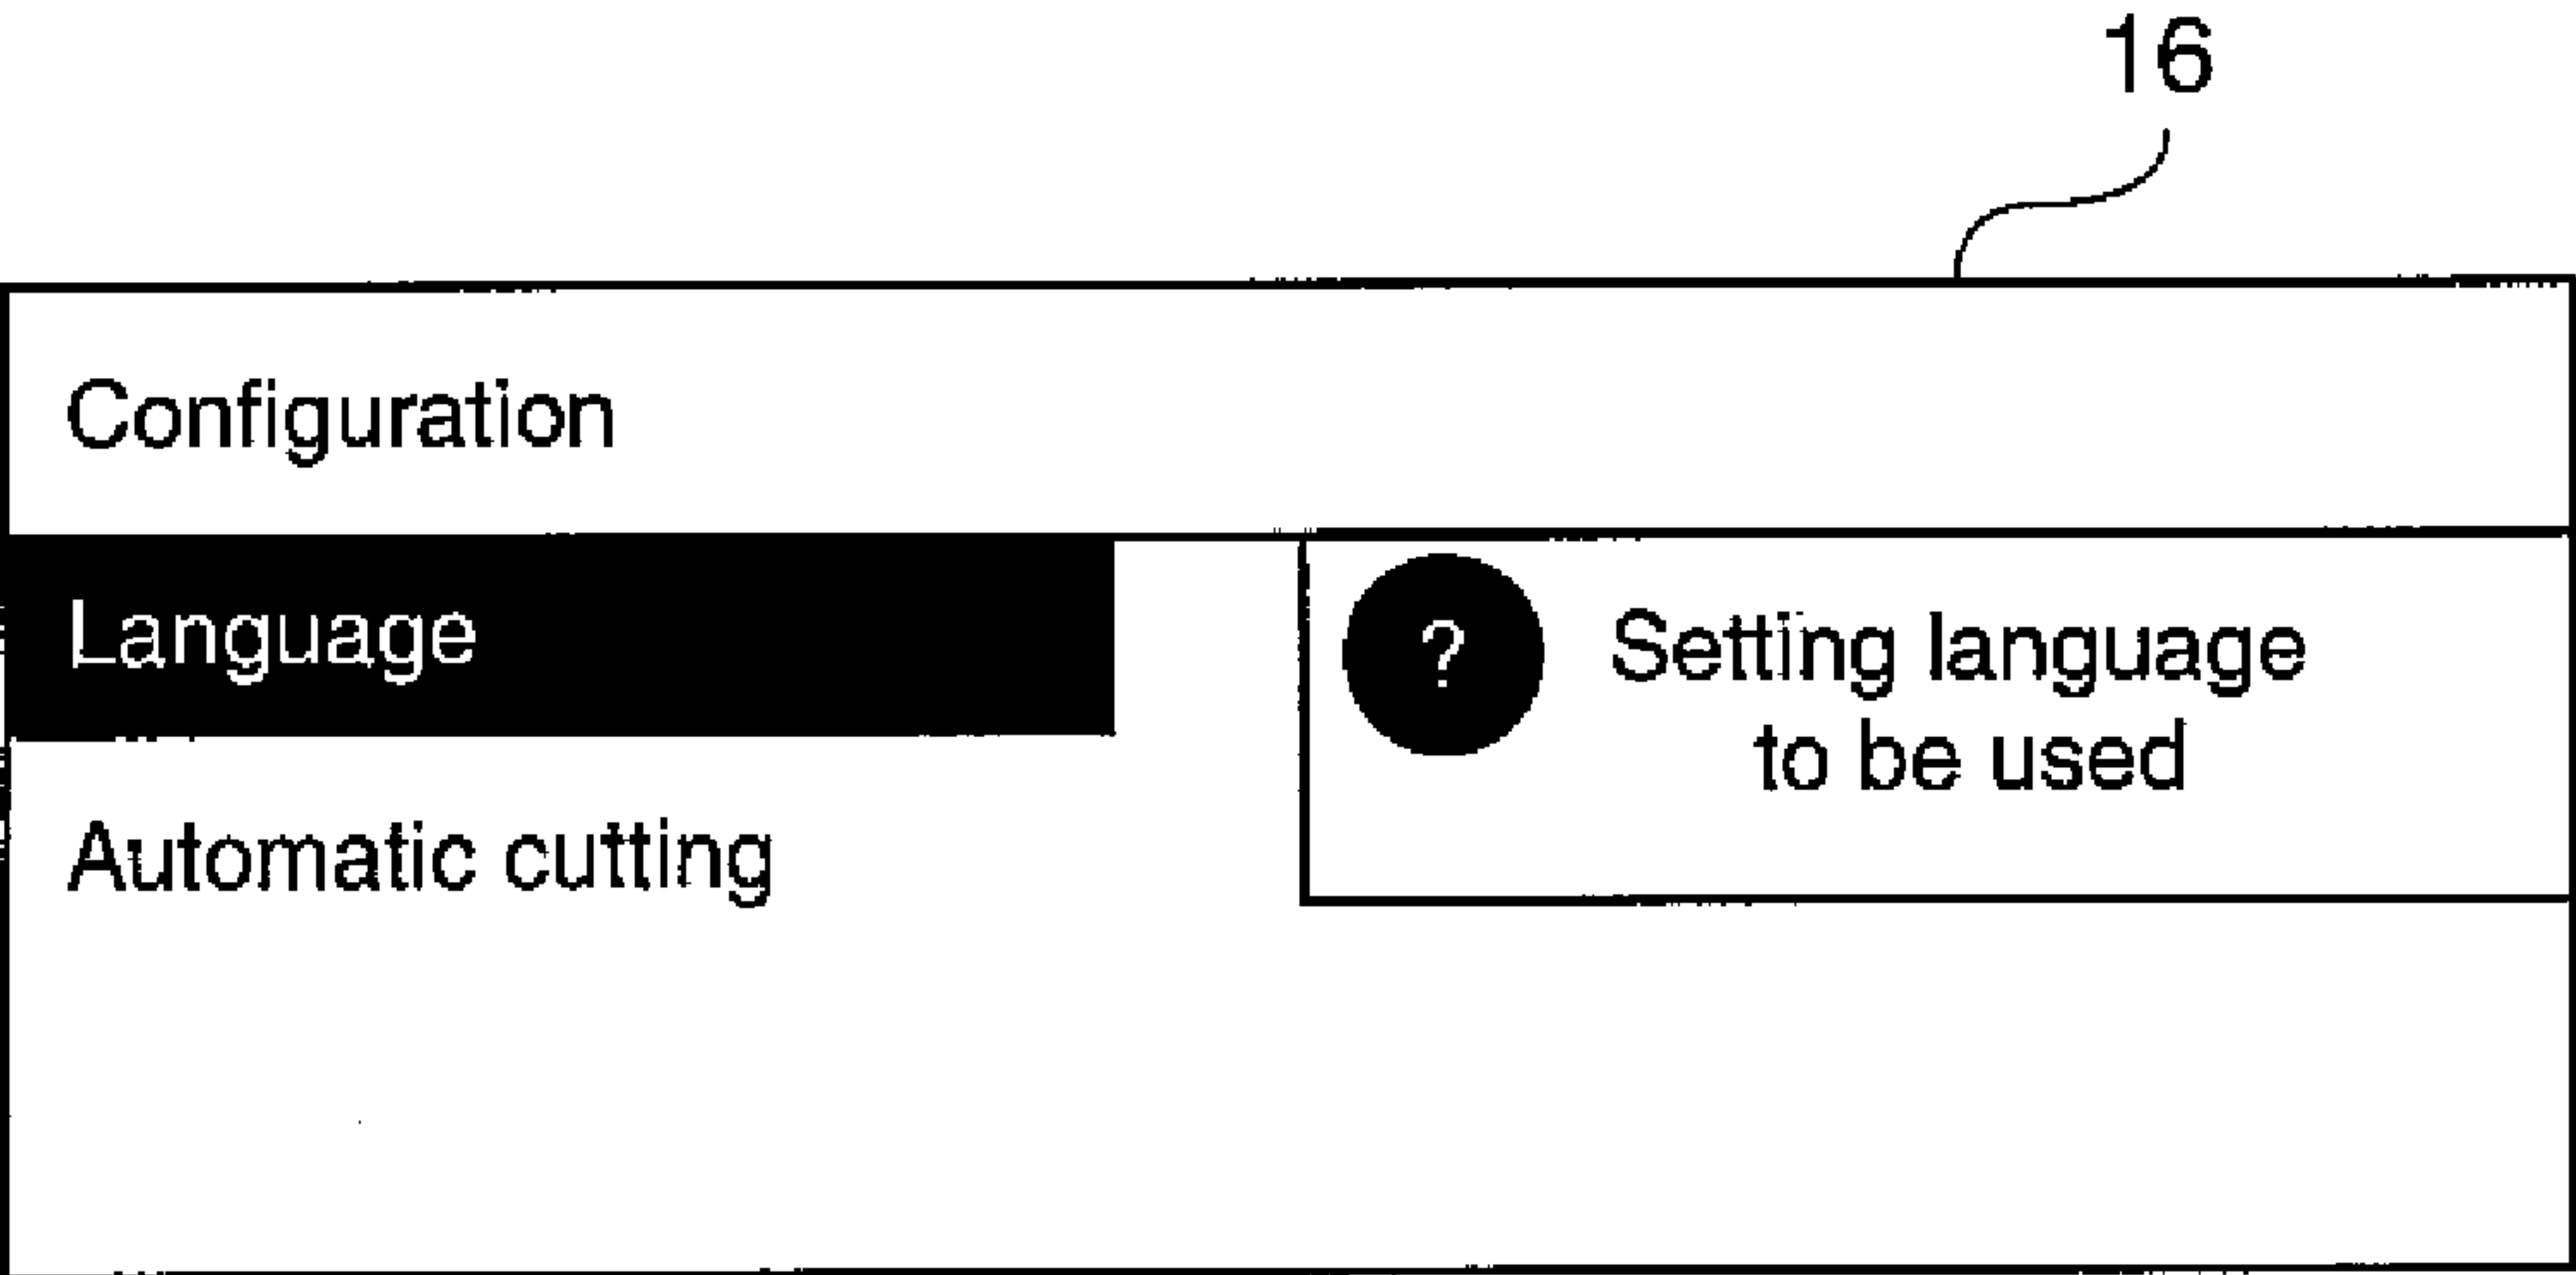 16
Configuration
Language
? Setting language
to be used
Automatic cutting